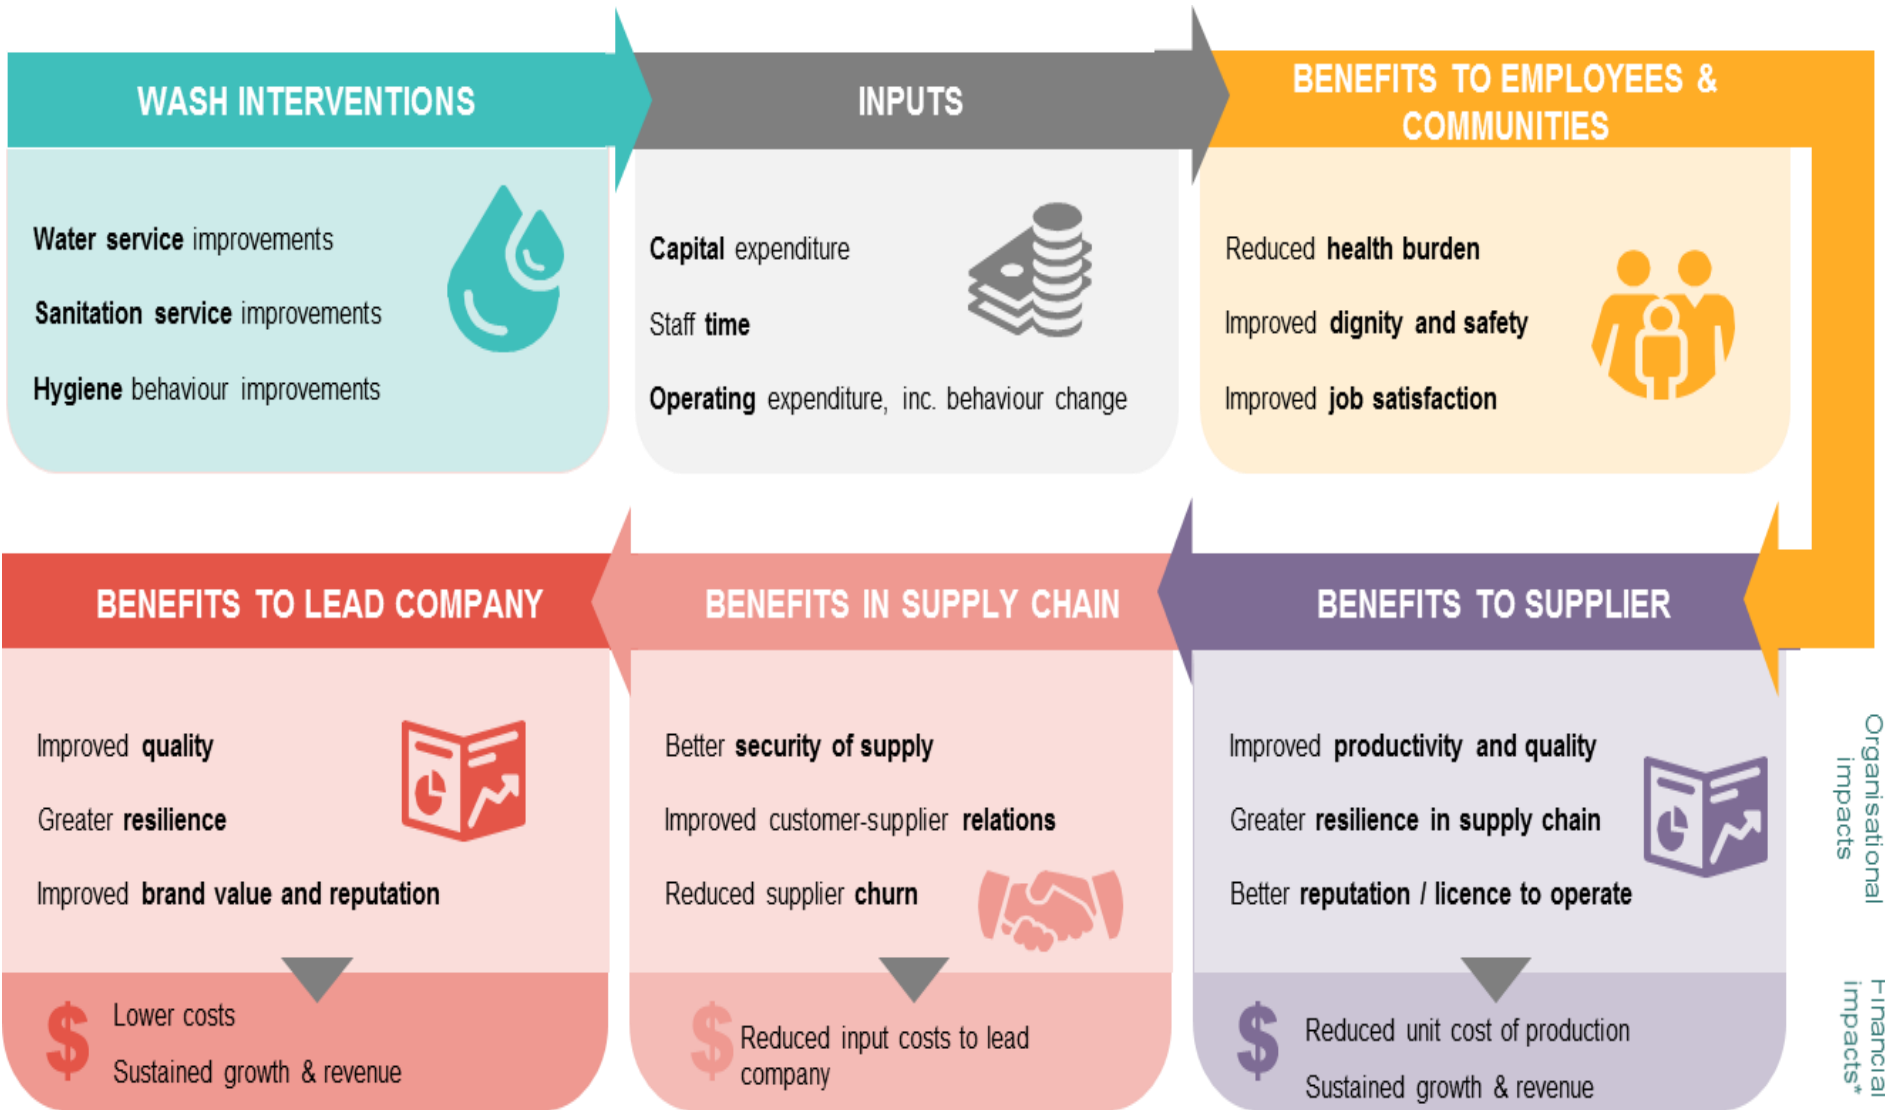 WASH INTERVENTIONS
Water service improvements
Sanitation service improvements
Hygiene behaviour improvements
INPUTS
Capital expenditure
Staff time
Operating expenditure, inc. behaviour change
BENEFITS TO EMPLOYEES &
COMMUNITIES
Reduced health burden
Improved dignity and safety
Improved job satisfaction
BENEFITS TO SUPPLIER
Improved productivity and quality
Greater resilience in supply chain
Better reputation / licence to operate
$
Reduced unit cost of production
Sustained growth & revenue
BENEFITS IN SUPPLY CHAIN
Better security of supply
Improved customer-supplier relations
Reduced supplier churn
$
Reduced input costs to lead
company
BENEFITS TO LEAD COMPANY
Improved quality
Greater resilience
Improved brand value and reputation
$
Lower costs
Sustained growth & revenue
Organisational
impacts
Financial
impacts*